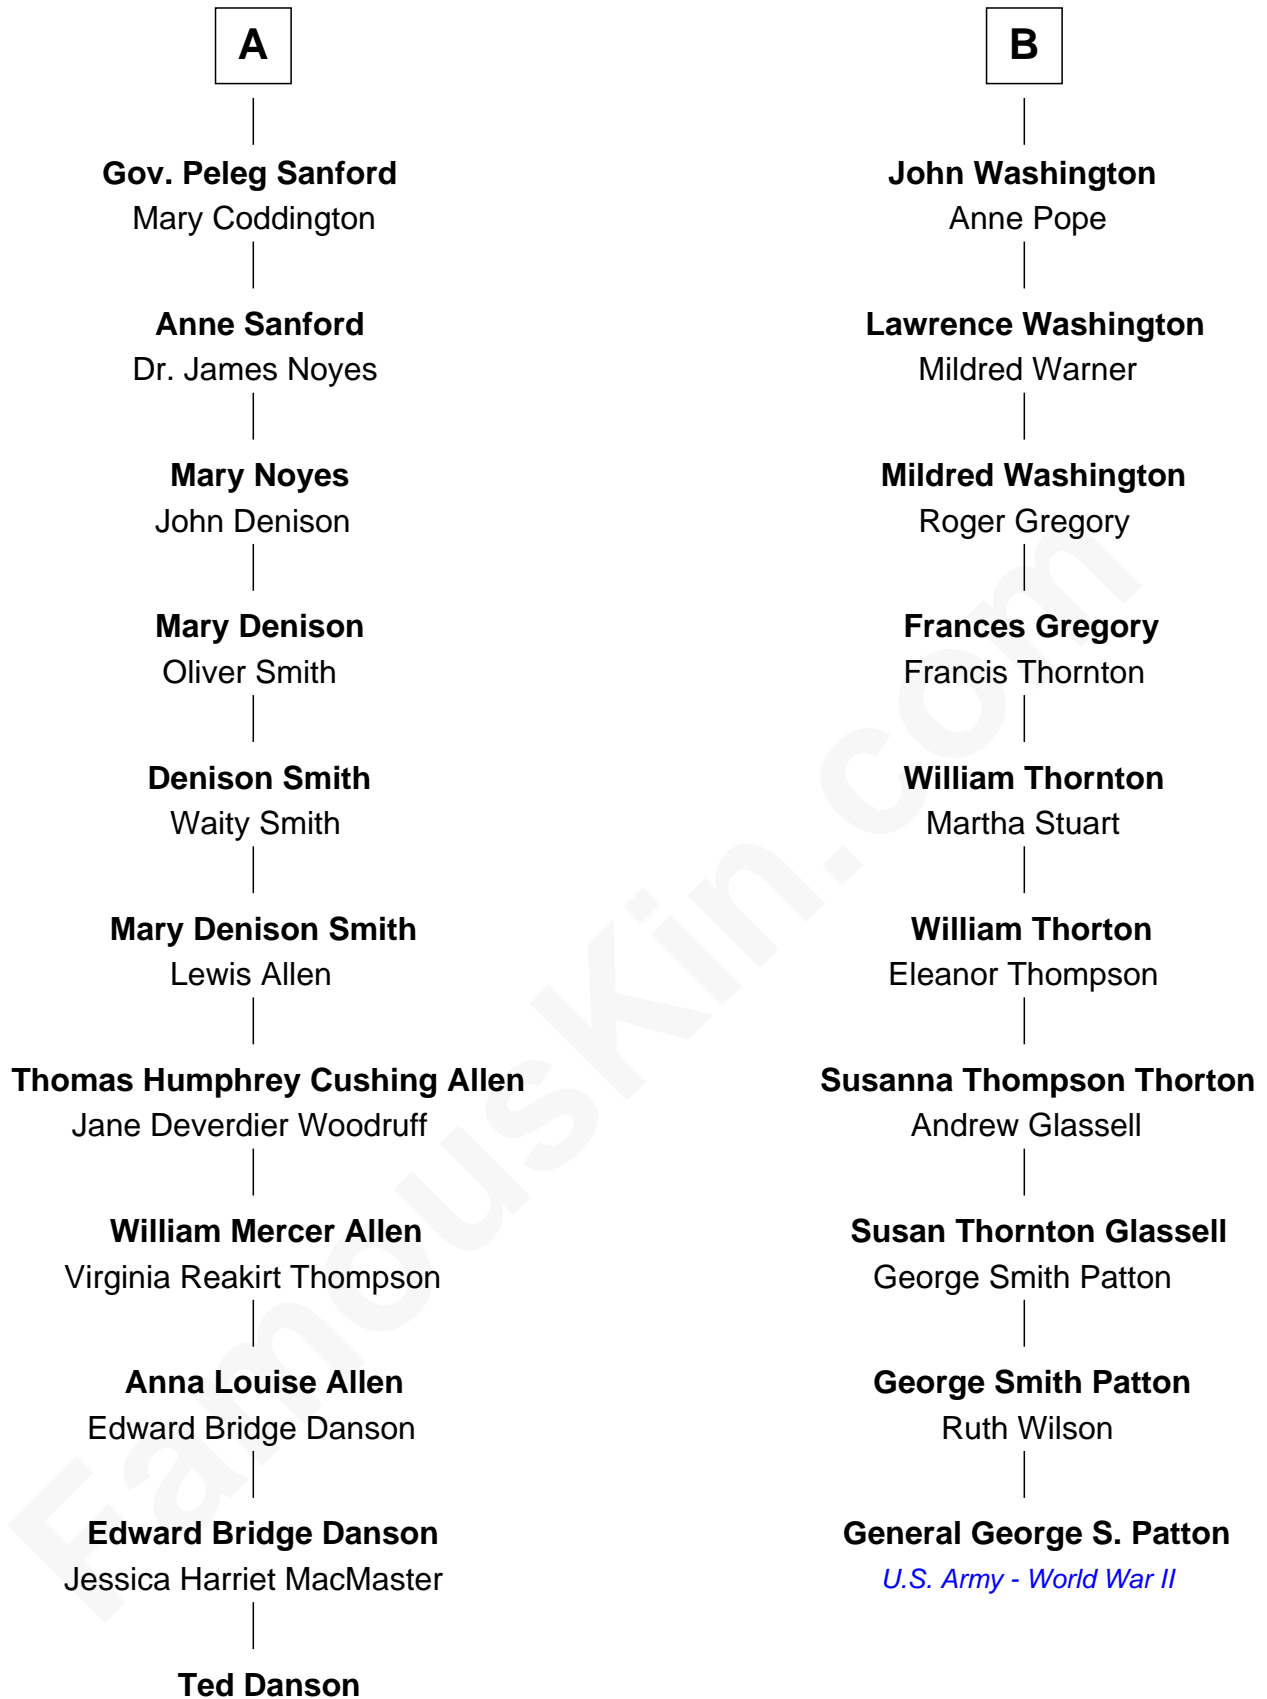 A
Gov. Peleg Sanford
Mary Coddington
Anne Sanford
Dr. James Noyes
Mary Noyes
John Denison
Mary Denison
Oliver Smith
Denison Smith
Waity Smith
Mary Denison Smith
Lewis Allen
Thomas Humphrey Cushing Allen
Jane Deverdier Woodruff
William Mercer Allen
Virginia Reakirt Thompson
Anna Louise Allen
Edward Bridge Danson
Edward Bridge Danson
Jessica Harriet MacMaster
Ted Danson
B
John Washington
Anne Pope
Lawrence Washington
Mildred Warner
Mildred Washington
Roger Gregory
Frances Gregory
Francis Thornton
William Thornton
Martha Stuart
William Thorton
Eleanor Thompson
Susanna Thompson Thorton
Andrew Glassell
Susan Thornton Glassell
George Smith Patton
George Smith Patton
Ruth Wilson
General George S. Patton
U.S. Army - World War II
FamousKin.com